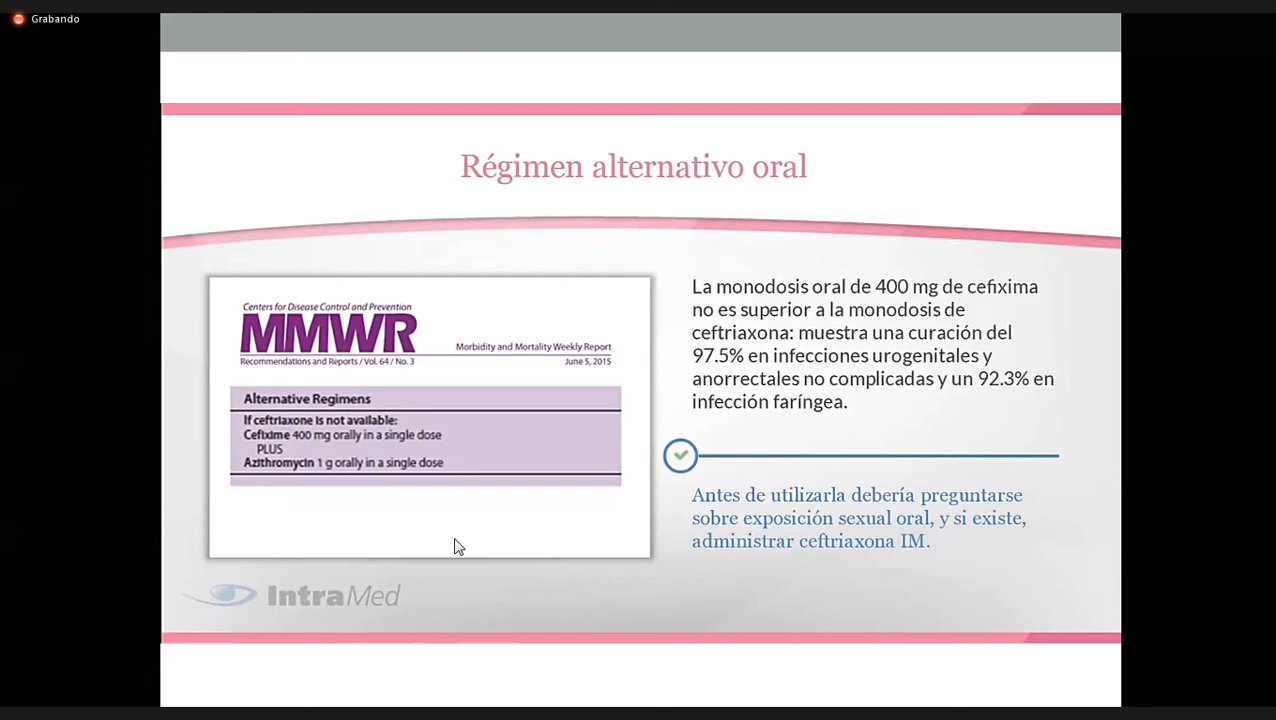 Grabando
Régimen alternativo oral
Centers for Disease Control and Prevention
MMWR
Morbidity and Mortality Weekly Report
Recommendations and Reports / Vol. 64 / No. 3
June 5, 2015
Alternative Regimens
If ceftriaxone is not available:
Cefixime 400 mg orally in a single dose
PLUS
Azithromycin 1 g orally in a single dose
La monodosis oral de 400 mg de cefixima
no es superior a la monodosis de
ceftriaxona: muestra una curación del
97.5% en infecciones urogenitales y
anorrectales no complicadas y un 92.3% en
infección faríngea.
Antes de utilizarla debería preguntarse
sobre exposición sexual oral, y si existe,
administrar ceftriaxona IM.
IntraMed